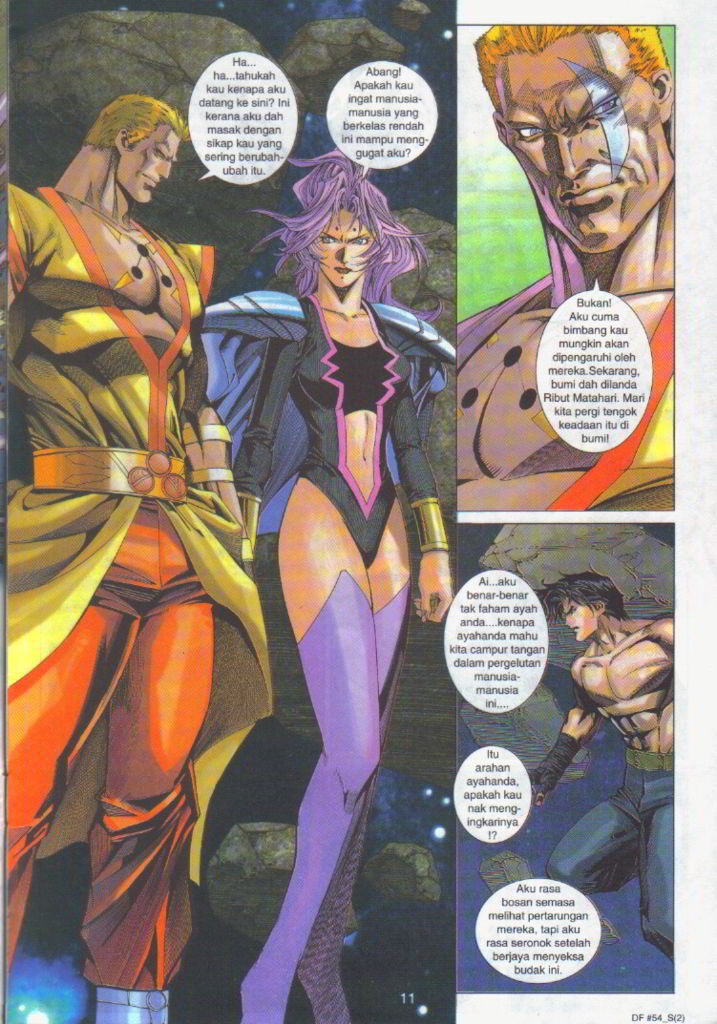 Ha...
ha...tahukah
kau kenapa aku
datang ke sini? Ini
kerana aku dah
masak dengan
sikap kau yang
sering berubah-
ubah itu.
Abang!
Apakah kau
ingat manusia-
manusia yang
berkelas rendah
ini mampu meng-
gugat aku?
Bukan!
Aku cuma
bimbang kau
mungkin akan
dipengaruhi oleh
mereka.Sekarang,
bumi dah dilanda
Ribut Matahari. Mari
kita pergi tengok
keadaan itu di
bumi!
Ai...aku
benar-benar
tak faham ayah
anda....kenapa
ayahanda mahu
kita campur tangan
dalam pergelutan
manusia-
manusia
ini....
Itu
arahan
ayahanda,
apakah kau
nak meng-
ingkarinya
!?
Aku rasa
bosan semasa
melihat pertarungan
mereka, tapi aku
rasa seronok setelah
berjaya menyeksa
budak ini.
11
DF #54_S(2)